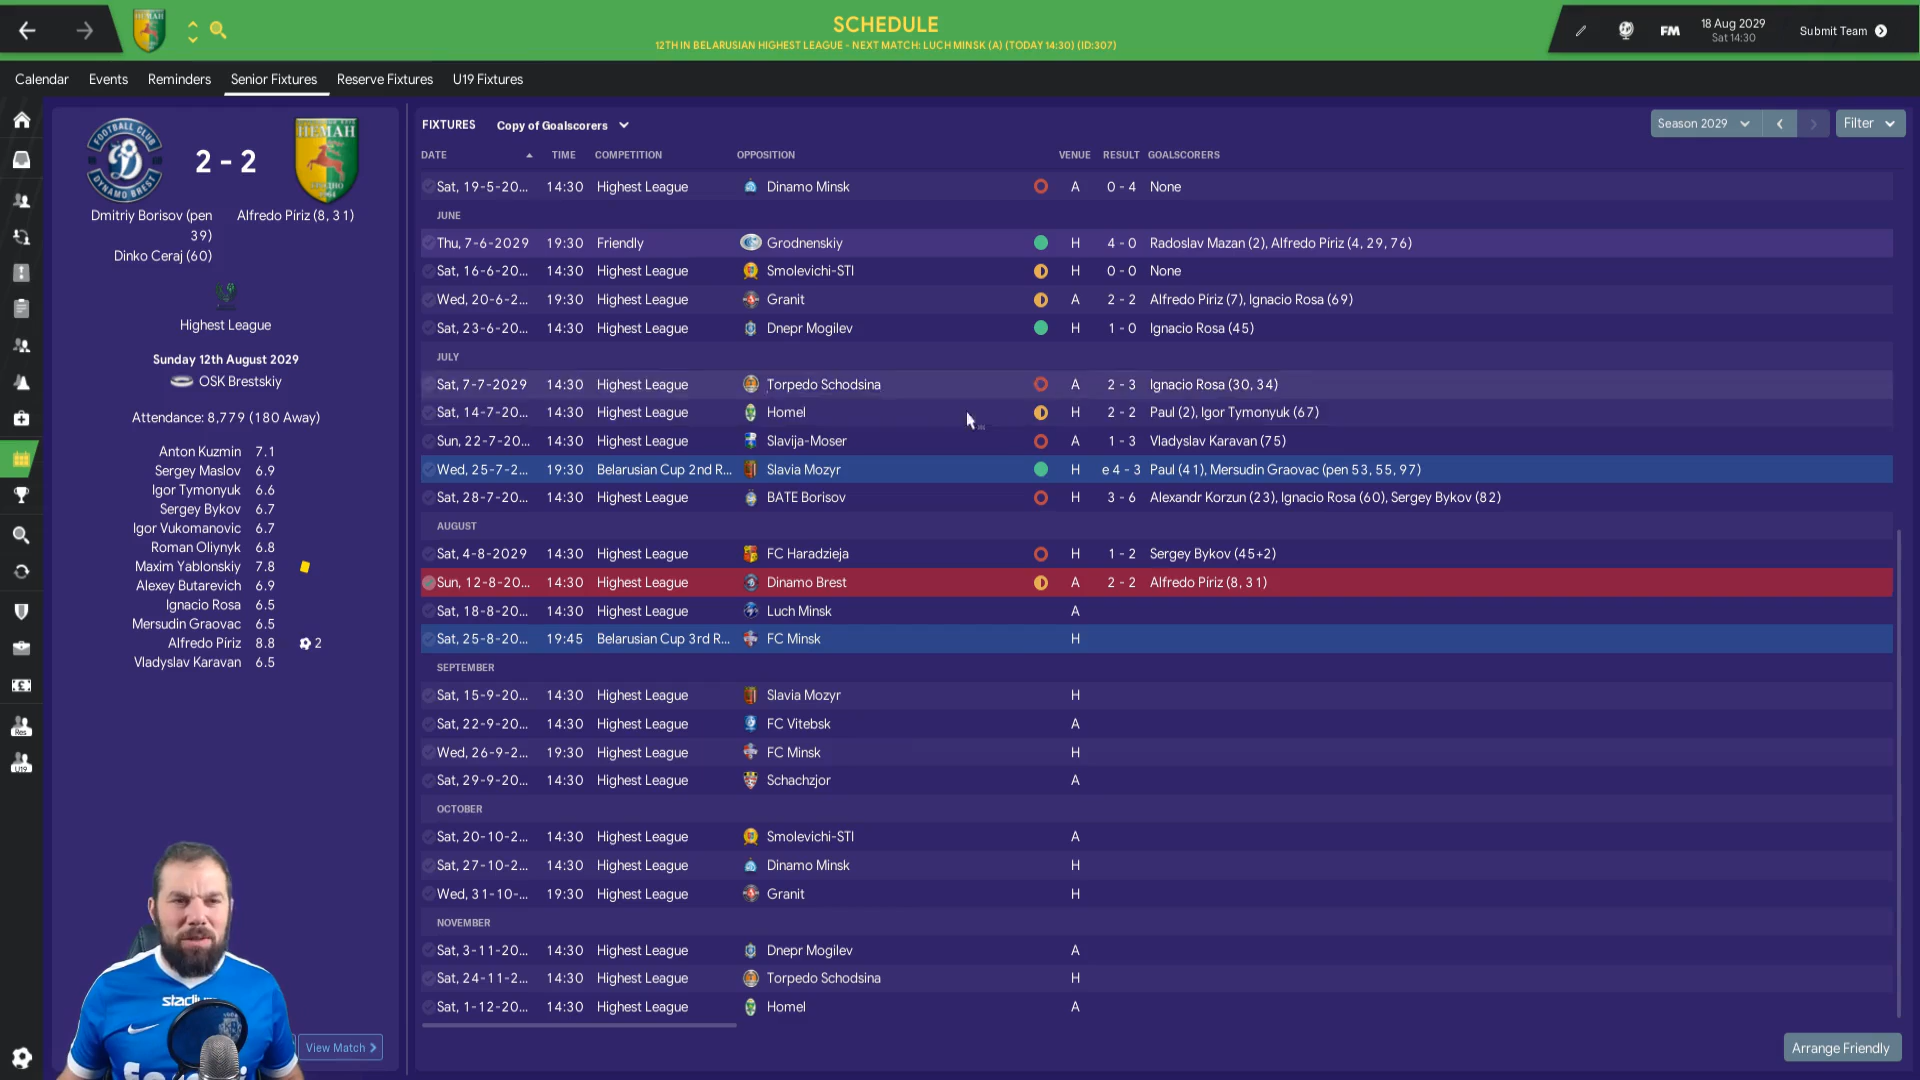 SCHEDULE
12TH IN BELARUSIAN HIGHEST LEAGUE - NEXT MATCH: LUCH MINSK (A) (TODAY 14:30) (ID:307)
FM
18 Aug 2029
Sat 14:30
Submit Team
Calendar Events Reminders Senior Fixtures Reserve Fixtures U19 Fixtures
FOOTBALL CLUB
DYNAMO BREST
НЕМАН
2 - 2
Dmitriy Borisov (pen 
39)
Dinko Ceraj (60)
Alfredo Píriz (8, 31)
Highest League
Sunday 12th August 2029
OSK Brestskiy
Attendance: 8,779 (180 Away)
Anton Kuzmin 7.1
Sergey Maslov 6.9
Igor Tymonyuk 6.6
Sergey Bykov 6.7
Igor Vukomanovic 6.7
Roman Oliynyk 6.8
Maxim Yablonskiy 7.8
Alexey Butarevich 6.9
Ignacio Rosa 6.5
Mersudin Graovac 6.5
Alfredo Píriz 8.8 2
Vladyslav Karavan 6.5
View Match
Res
U19
FIXTURES Copy of Goalscorers
Season 2029 Filter
DATE TIME COMPETITION OPPOSITION VENUE RESULT GOALSCORERS
Sat, 19-5-20... 14:30 Highest League Dinamo Minsk A 0 - 4 None
JUNE
Thu, 7-6-2029 19:30 Friendly Grodnenskiy H 4 - 0 Radoslav Mazan (2), Alfredo Píriz (4, 29, 76)
Sat, 16-6-20... 14:30 Highest League Smolevichi-STI H 0 - 0 None
Wed, 20-6-2... 19:30 Highest League Granit A 2 - 2 Alfredo Píriz (7), Ignacio Rosa (69)
Sat, 23-6-20... 14:30 Highest League Dnepr Mogilev H 1 - 0 Ignacio Rosa (45)
JULY
Sat, 7-7-2029 14:30 Highest League Torpedo Schodsina A 2 - 3 Ignacio Rosa (30, 34)
Sat, 14-7-20... 14:30 Highest League Homel H 2 - 2 Paul (2), Igor Tymonyuk (67)
Sun, 22-7-20... 14:30 Highest League Slavija-Moser A 1 - 3 Vladyslav Karavan (75)
Wed, 25-7-2... 19:30 Belarusian Cup 2nd R... Slavia Mozyr H e 4 - 3 Paul (41), Mersudin Graovac (pen 53, 55, 97)
Sat, 28-7-20... 14:30 Highest League BATE Borisov H 3 - 6 Alexandr Korzun (23), Ignacio Rosa (60), Sergey Bykov (82)
AUGUST
Sat, 4-8-2029 14:30 Highest League FC Haradzieja H 1 - 2 Sergey Bykov (45+2)
Sun, 12-8-20... 14:30 Highest League Dinamo Brest A 2 - 2 Alfredo Píriz (8, 31)
Sat, 18-8-20... 14:30 Highest League Luch Minsk A
Sat, 25-8-20... 19:45 Belarusian Cup 3rd R... FC Minsk H
SEPTEMBER
Sat, 15-9-20... 14:30 Highest League Slavia Mozyr H
Sat, 22-9-20... 14:30 Highest League FC Vitebsk A
Wed, 26-9-2... 19:30 Highest League FC Minsk H
Sat, 29-9-20... 14:30 Highest League Schachzjor A
OCTOBER
Sat, 20-10-2... 14:30 Highest League Smolevichi-STI A
Sat, 27-10-2... 14:30 Highest League Dinamo Minsk H
Wed, 31-10-... 19:30 Highest League Granit H
NOVEMBER
Sat, 3-11-20... 14:30 Highest League Dnepr Mogilev A
Sat, 24-11-2... 14:30 Highest League Torpedo Schodsina H
Sat, 1-12-20... 14:30 Highest League Homel A
Arrange Friendly